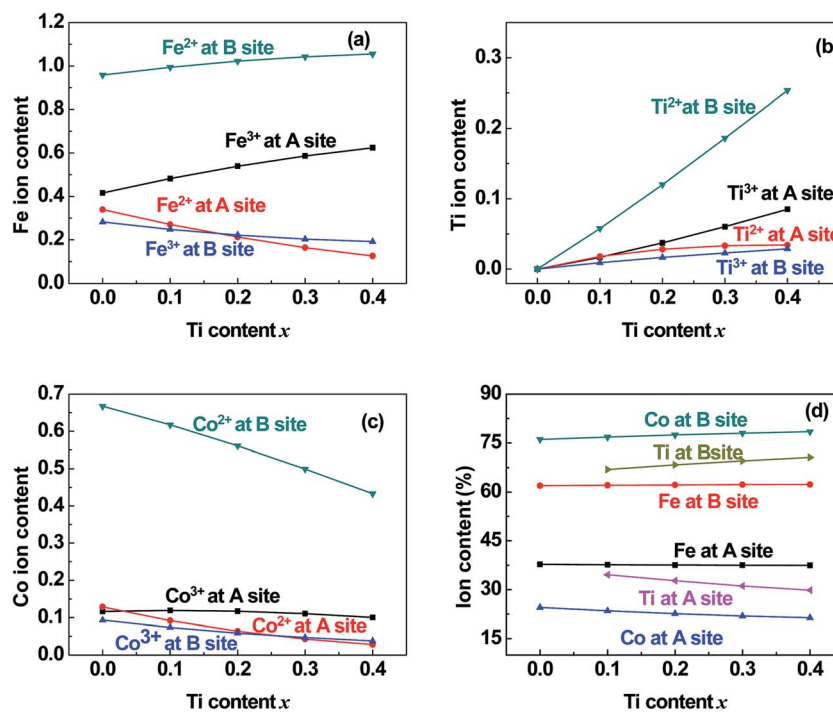 (a)
Fe ion content
1.2
1.0
0.8
0.6
0.4
0.2
0.0
Fe²⁺ at B site
Fe³⁺ at A site
Fe²⁺ at A site
Fe³⁺ at B site
0.0 0.1 0.2 0.3 0.4
Ti content x
(b
Ti ion content
0.3
0.2
0.1
0.0
Ti²⁺ at B site
Ti³⁺ at A site
Ti²⁺ at A site
Ti³⁺ at B site
0.0 0.1 0.2 0.3 0.4
Ti content x
(c)
Co ion content
0.7
0.6
0.5
0.4
0.3
0.2
0.1
0.0
Co²⁺ at B site
Co³⁺ at A site
Co²⁺ at A site
Co³⁺ at B site
0.0 0.1 0.2 0.3 0.4
Ti content x
(d)
Ion content (%)
90
75
60
45
30
15
Co at B site
Ti at Bsite
Fe at B site
Fe at A site
Ti at A site
Co at A site
0.0 0.1 0.2 0.3 0.4
Ti content x